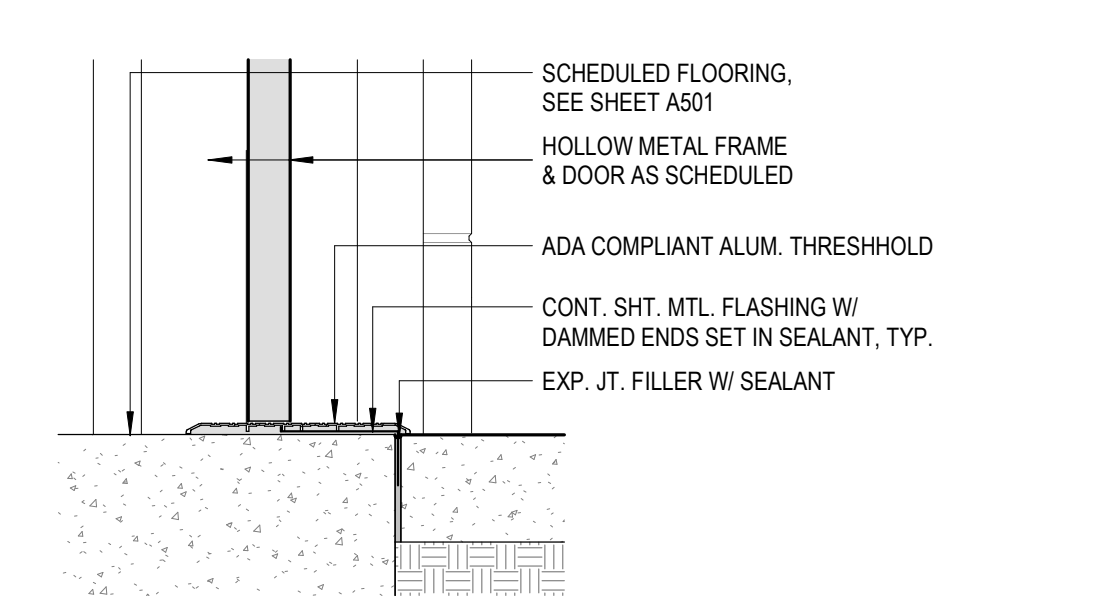 SCHEDULED FLOORING,
SEE SHEET A501
HOLLOW METAL FRAME
& DOOR AS SCHEDULED
ADA COMPLIANT ALUM. THRESHHOLD
CONT. SHT. MTL. FLASHING W/
DAMMED ENDS SET IN SEALANT, TYP.
EXP. JT. FILLER W/ SEALANT